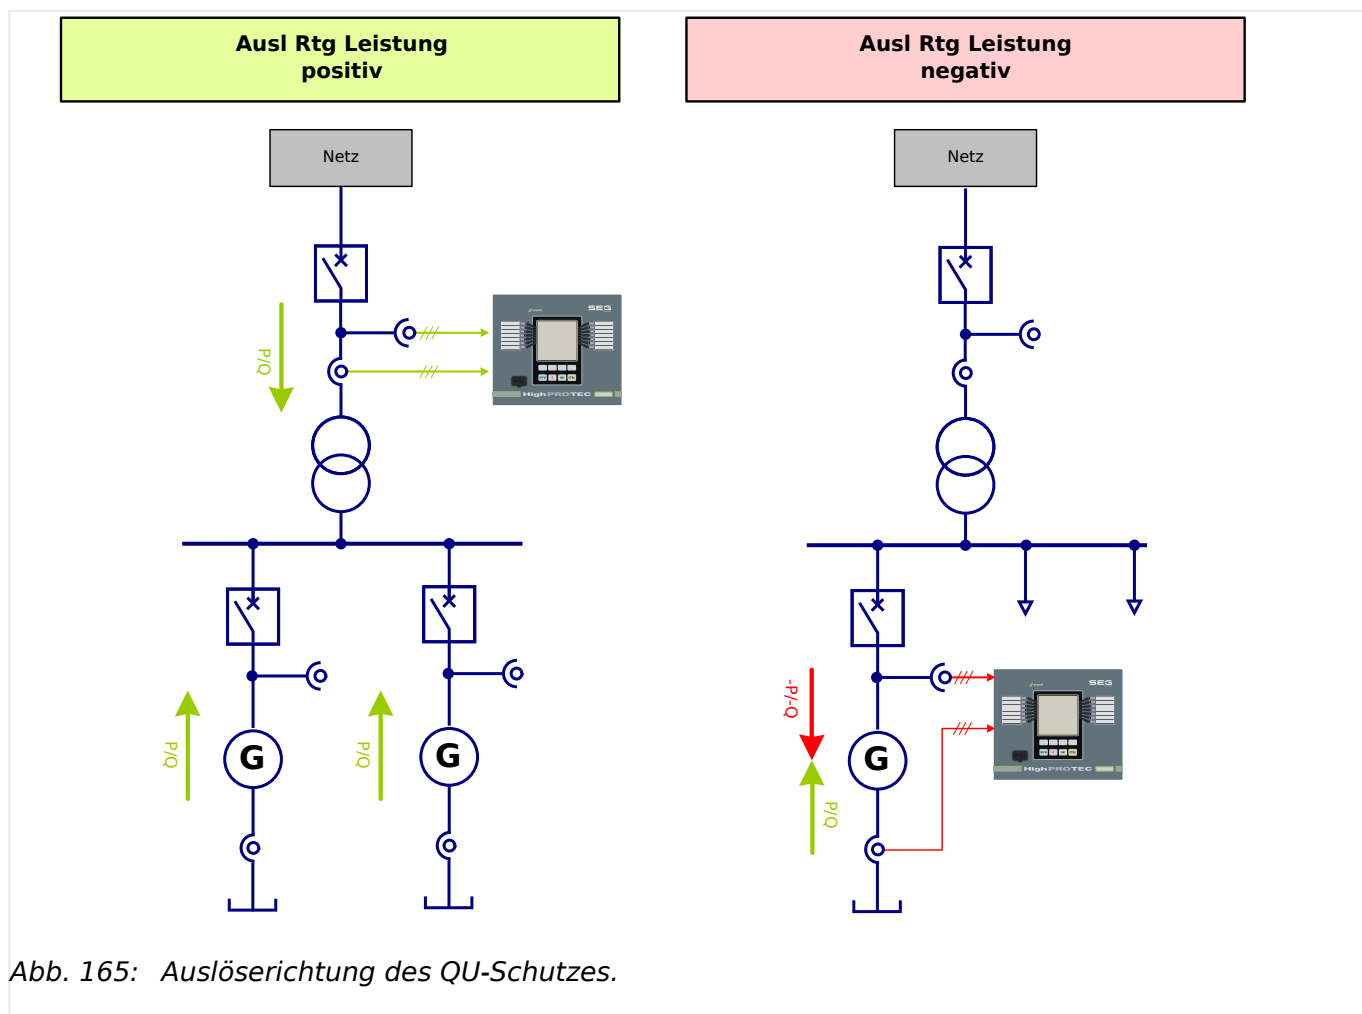 Ausl Rtg Leistung
positiv
Ausl Rtg Leistung
negativ
Netz
Netz
P/Q
SEG
HighPROTEC
P/Q
G
P/Q
G
-P/-Q
P/Q
G
SEG
HighPROTEC
Abb. 165: Auslöserichtung des QU-Schutzes.